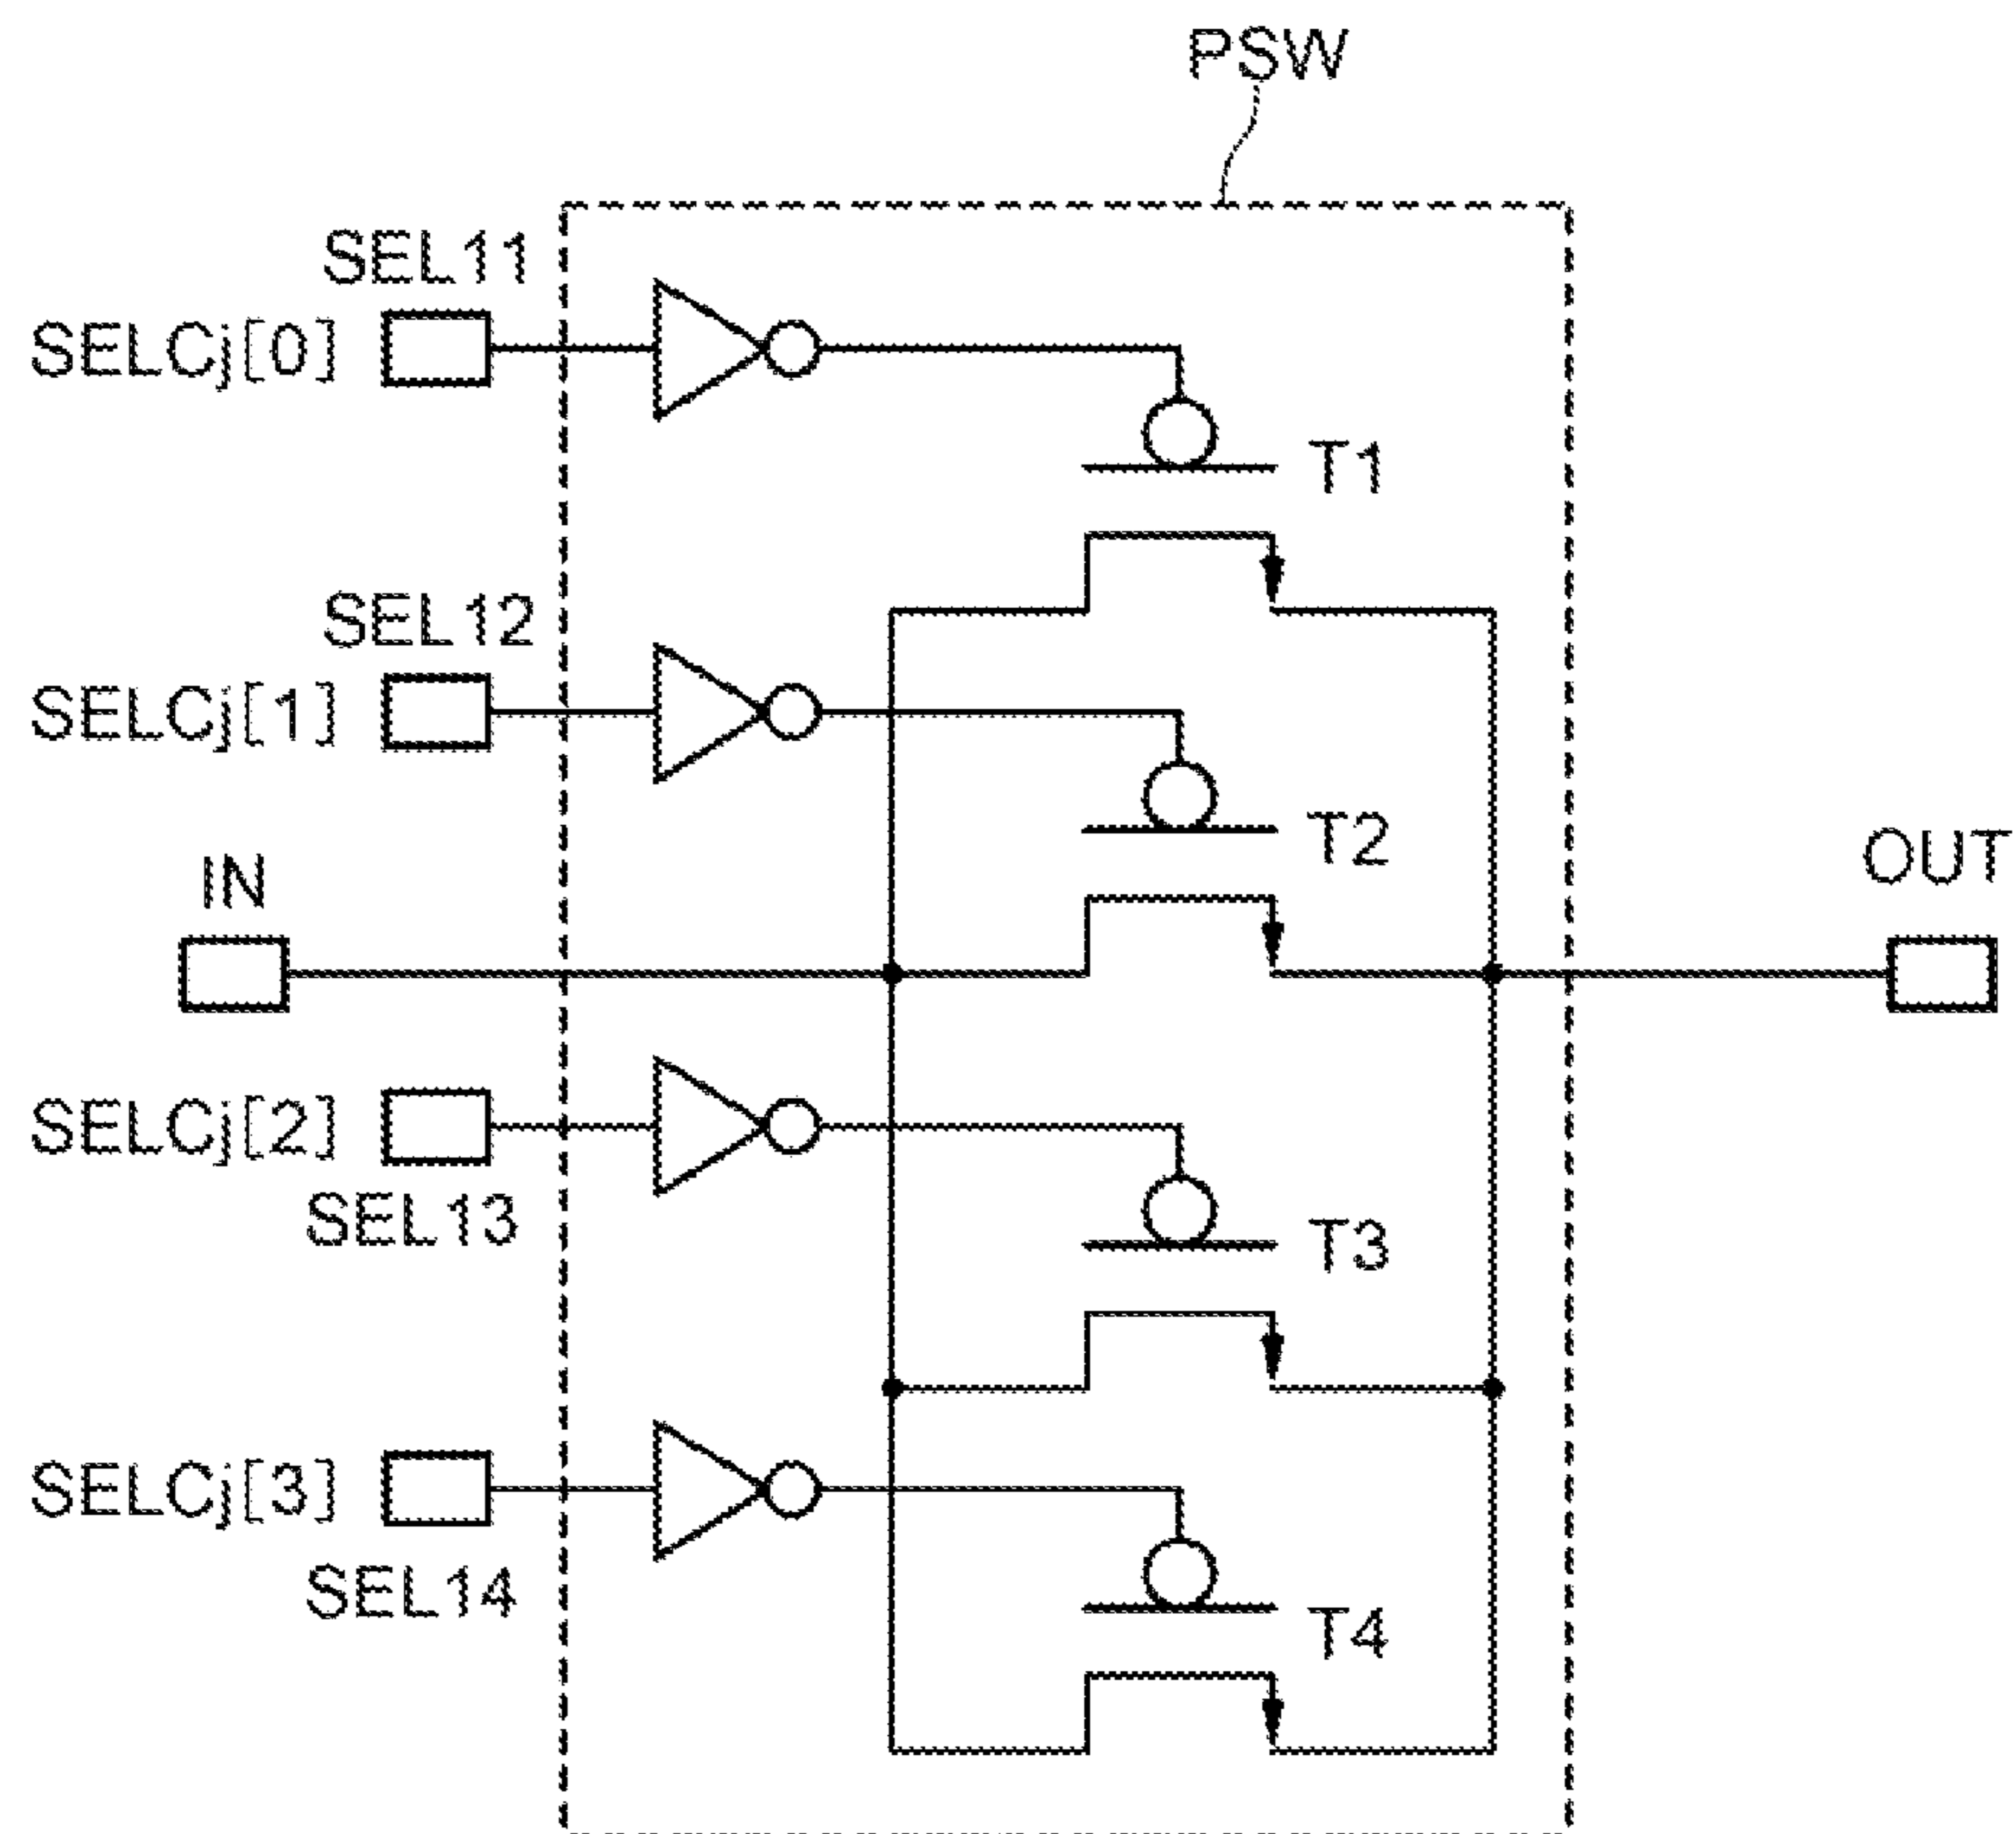 PSW
SEL11
SELCj[0]
T1
SEL12
SELCj[1]
T2
IN
OUT
SELCj[2]
SEL13
T3
SELCj[3]
SEL14
T4